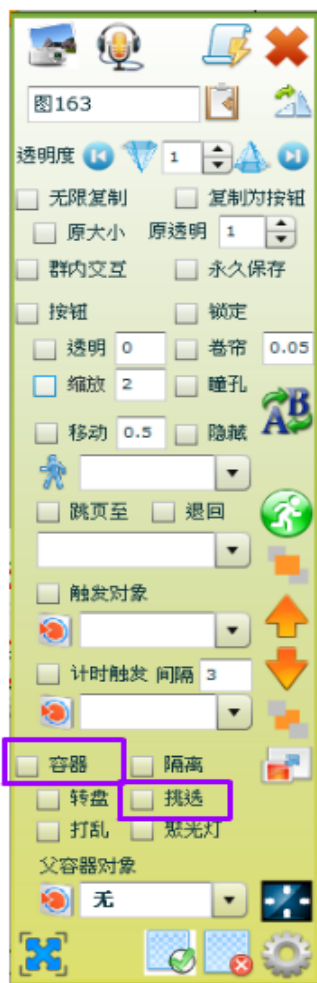 图163
透明度 1
无限复制 复制为按钮
原大小 原透明 1
群内交互 永久保存
按钮 锁定
透明 0 卷帘 0.05
缩放 2 瞳孔
移动 0.5 隐藏
AB
跳页至 退回
触发对象
计时触发 间隔 3
容器 隔离
转盘 挑选
打乱 聚光灯
父容器对象
无